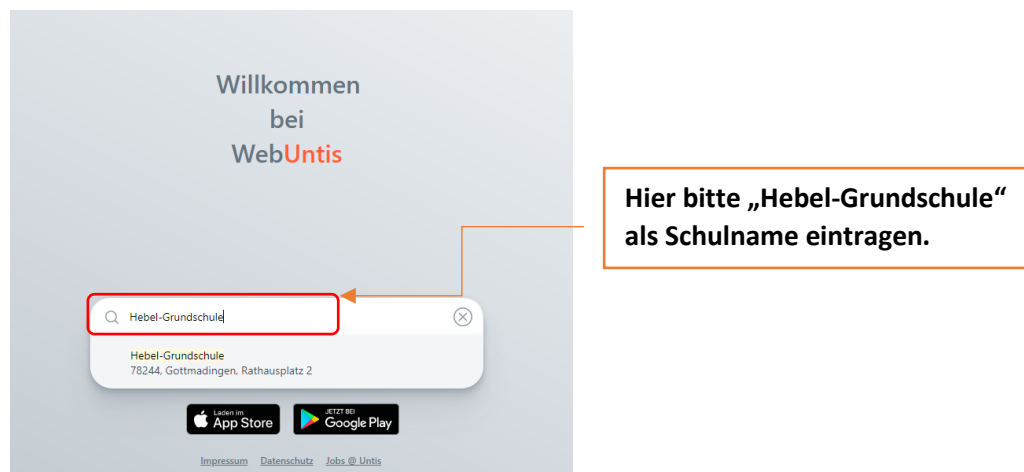 Willkommen
bei
WebUntis
Hier bitte „Hebel-Grundschule“
als Schulname eintragen.
Hebel-Grundschule
Hebel-Grundschule
78244, Gottmadingen, Rathausplatz 2
Laden im
App Store
JETZT BEI
Google Play
Impressum Datenschutz Jobs @ Untis